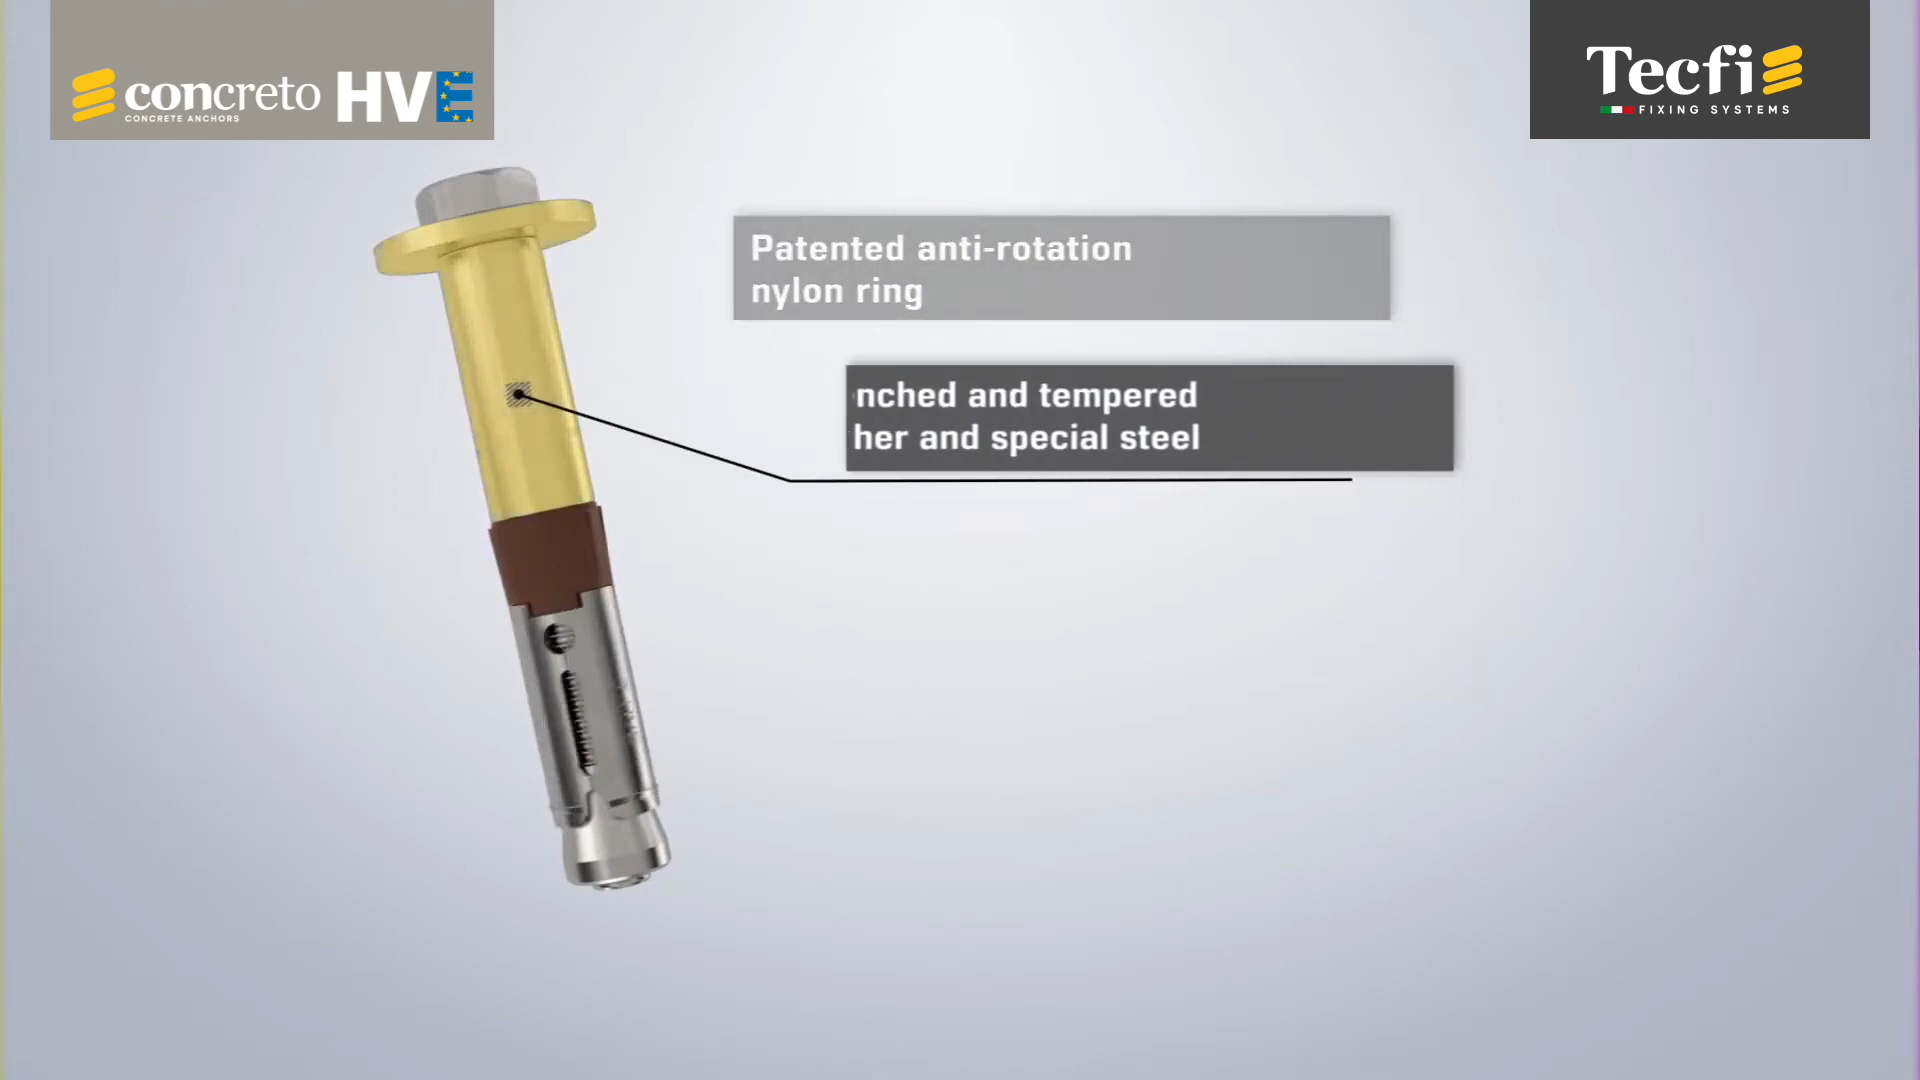 concreto HVE
CONCRETE ANCHORS
Tecfi
FIXING SYSTEMS
Patented anti-rotation
nylon ring
nched and tempered
her and special steel